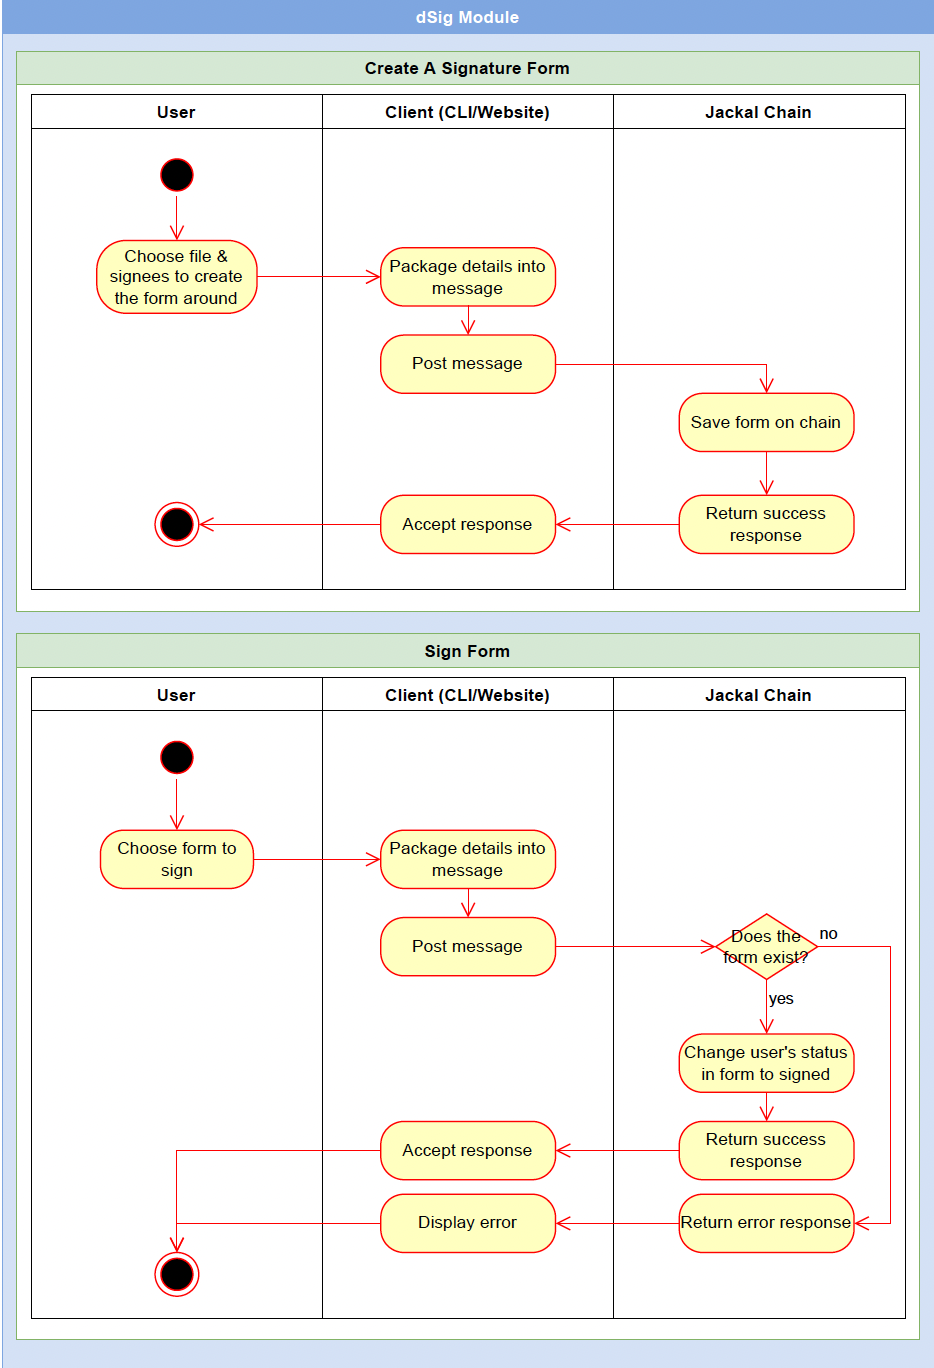 dSig Module
Create A Signature Form
User
Client (CLI/Website)
Jackal Chain
Choose file &
signees to create
the form around
Package details into
message
Post message
Save form on chain
Return success
response
Accept response
Sign Form
User
Client (CLI/Website)
Jackal Chain
Choose form to
sign
Package details into
message
Post message
Does the
form exist?
no
yes
Change user's status
in form to signed
Return success
response
Accept response
Return error response
Display error